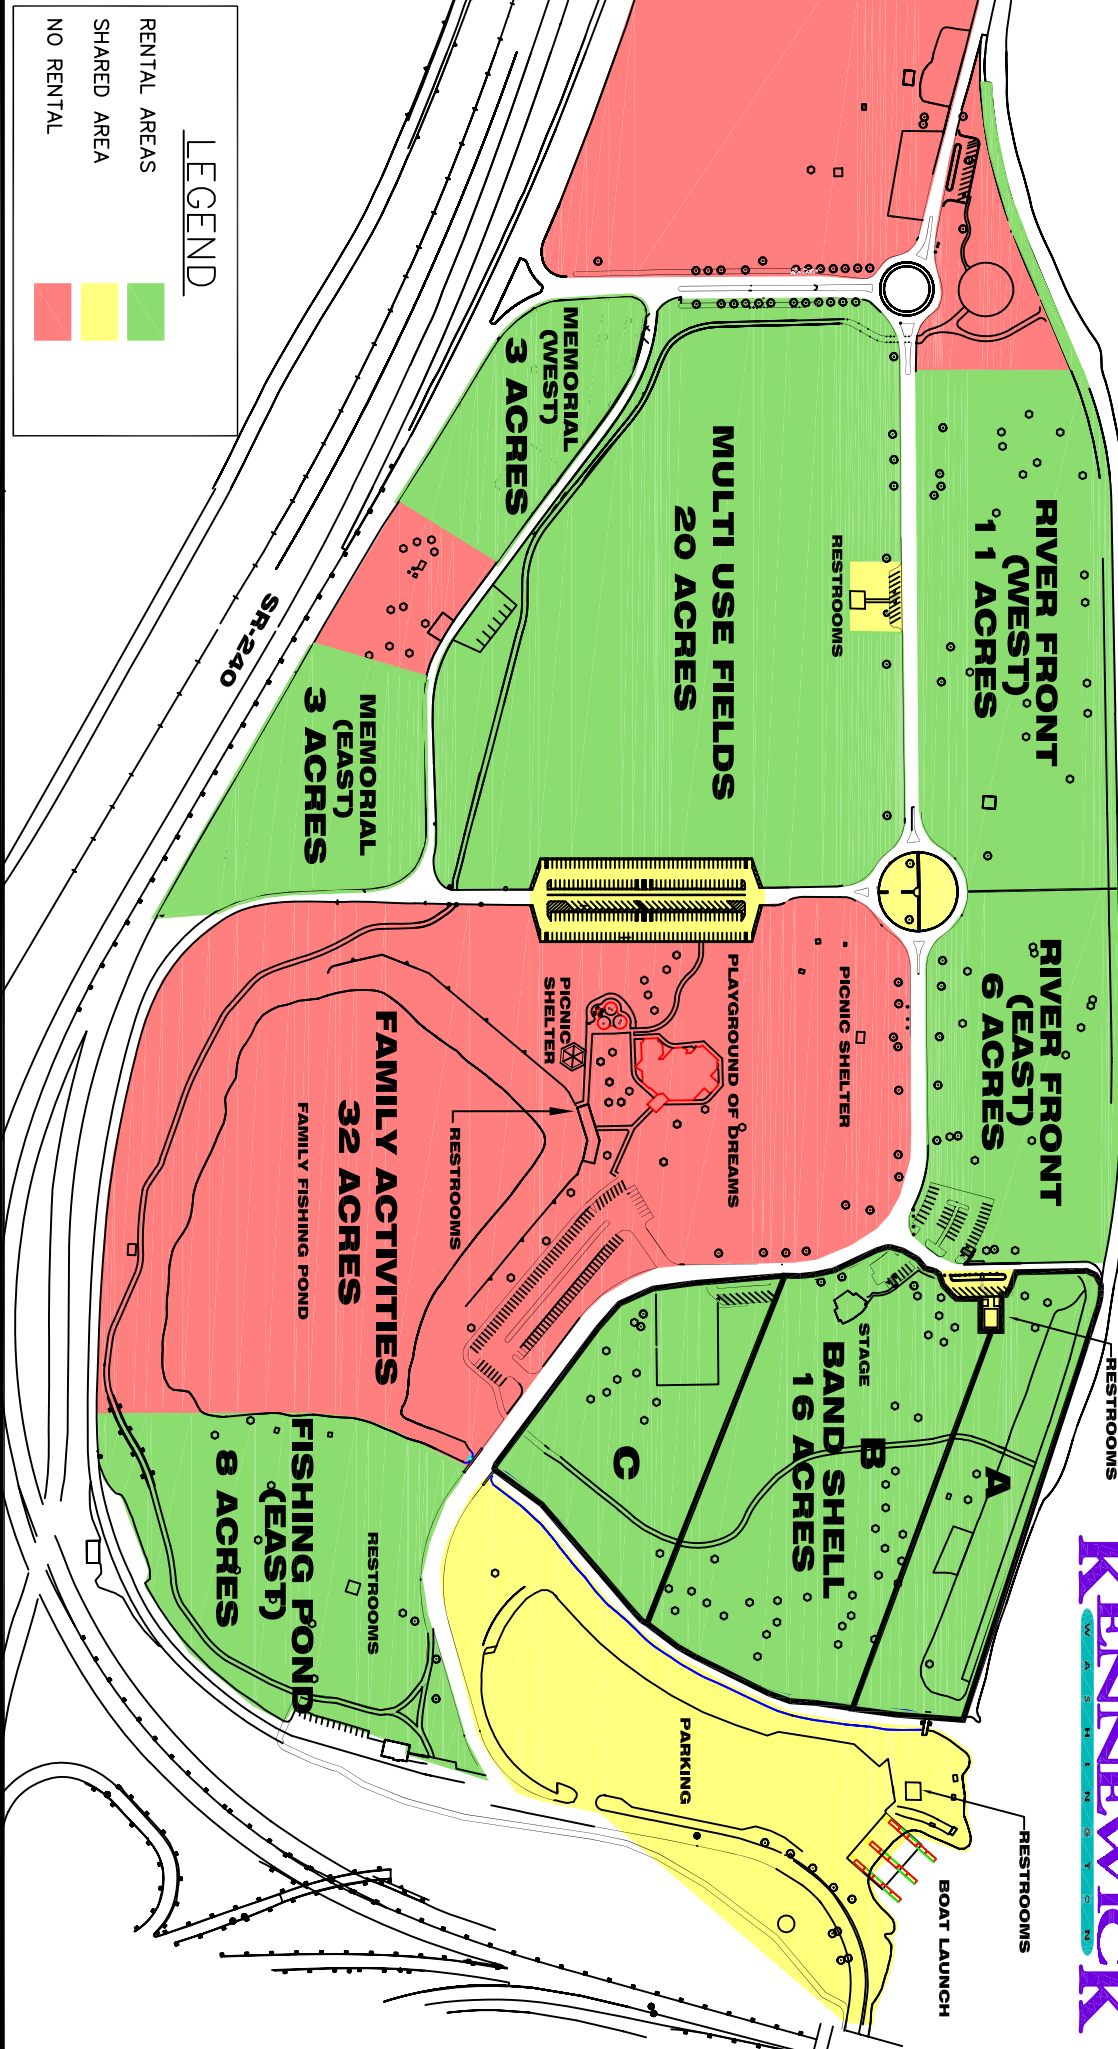 KENNEWICK
WASHINGTON
RIVER FRONT
(WEST)
11 ACRES
RIVER FRONT
(EAST)
6 ACRES
RESTROOMS
A
B
C
STAGE
BAND SHELL
16 ACRES
RESTROOMS
BOAT LAUNCH
PARKING
RESTROOMS
MULTI USE FIELDS
20 ACRES
PICNIC SHELTER
PLAYGROUND OF DREAMS
PICNIC
SHELTER
RESTROOMS
FAMILY ACTIVITIES
32 ACRES
FAMILY FISHING POND
RESTROOMS
FISHING POND
(EAST)
8 ACRES
MEMORIAL
(WEST)
3 ACRES
MEMORIAL
(EAST)
3 ACRES
SR-240
LEGEND
RENTAL AREAS
SHARED AREA
NO RENTAL